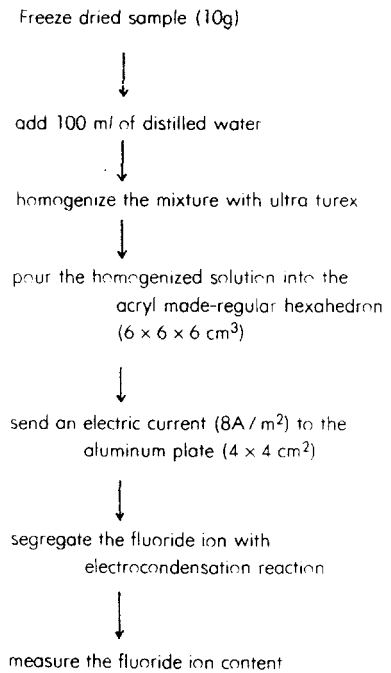 Freeze dried sample (10g)
add 100 ml of distilled water
homogenize the mixture with ultra turex
pour the homogenized solution into the
acryl made-regular hexahedron
(6 × 6 × 6 cm³)
send an electric current (8A / m²) to the
aluminum plate (4 × 4 cm²)
segregate the fluoride ion with
electrocondensation reaction
measure the fluoride ion content